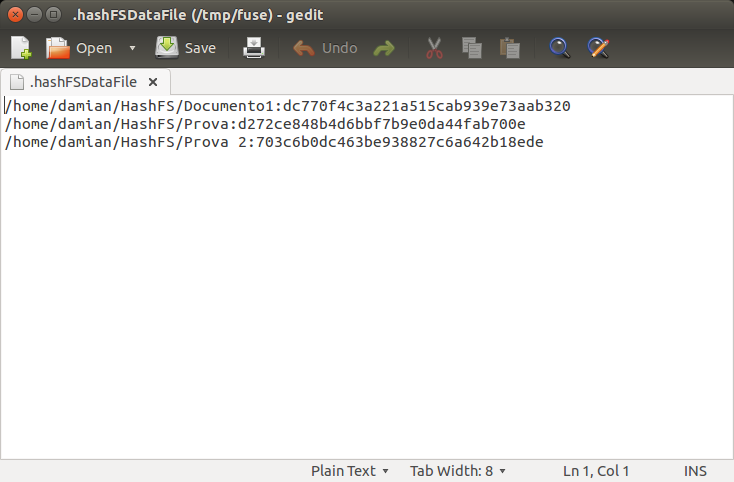 .hashFSDataFile (/tmp/fuse) - gedit
Open Save Undo
.hashFSDataFile
/home/damian/HashFS/Documento1:dc770f4c3a221a515cab939e73aab320
/home/damian/HashFS/Prova:d272ce848b4d6bbf7b9e0da44fab700e
/home/damian/HashFS/Prova 2:703c6b0dc463be938827c6a642b18ede
Plain Text Tab Width: 8 Ln 1, Col 1 INS